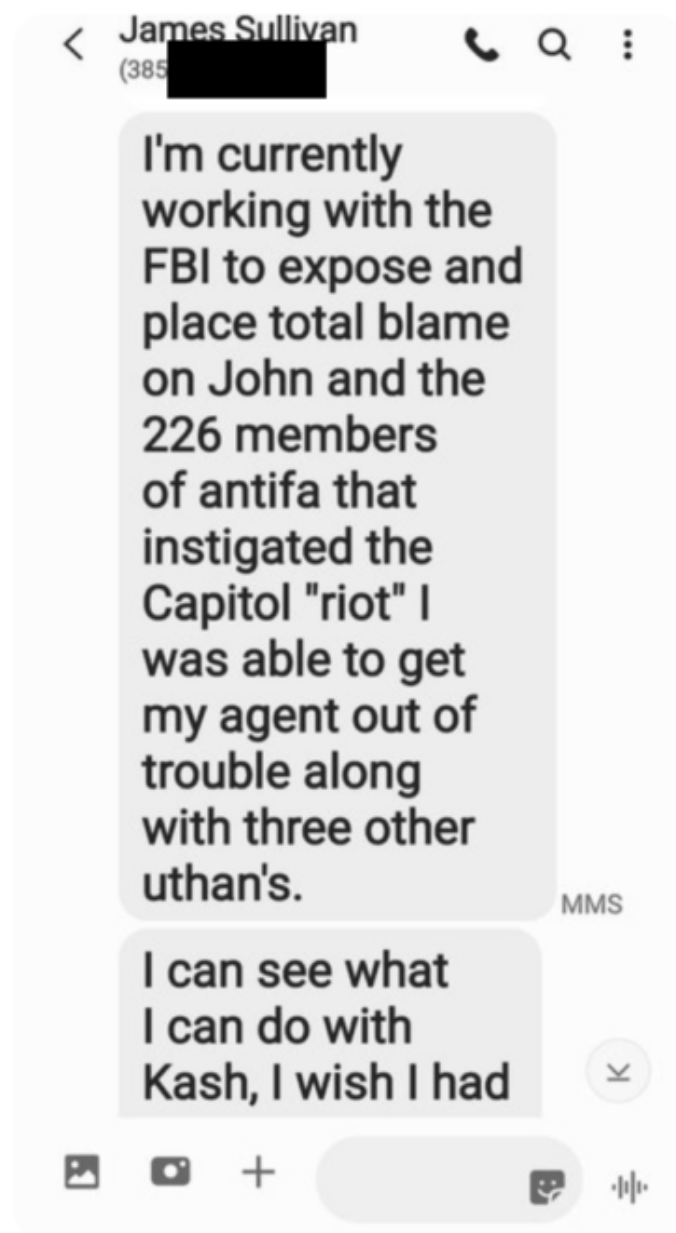 James Sullivan
(385
I'm currently
working with the
FBI to expose and
place total blame
on John and the
226 members
of antifa that
instigated the
Capitol "riot" I
was able to get
my agent out of
trouble along
with three other
uthan's.
MMS
I can see what
I can do with
Kash, I wish I had